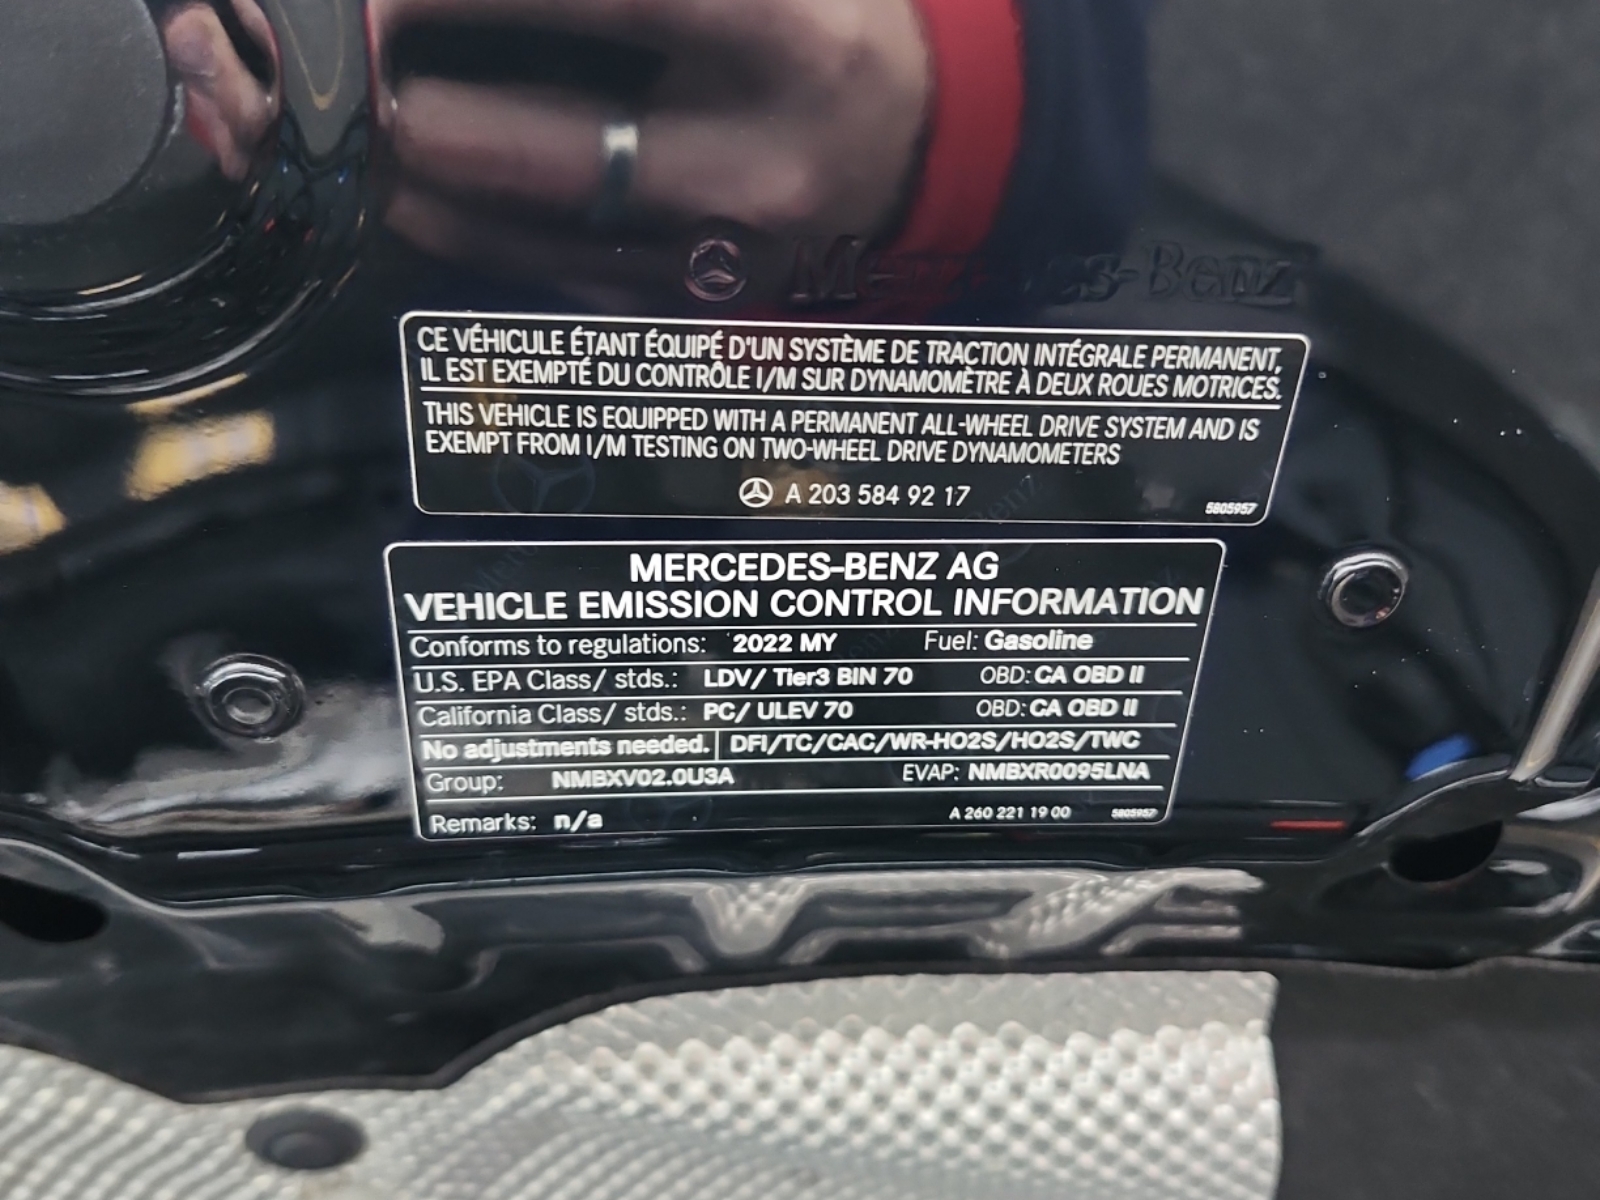 Mercedes-Benz
CE VÉHICULE ÉTANT ÉQUIPÉ D'UN SYSTÈME DE TRACTION INTÉGRALE PERMANENT,
IL EST EXEMPTÉ DU CONTRÔLE I/M SUR DYNAMOMÈTRE À DEUX ROUES MOTRICES.
THIS VEHICLE IS EQUIPPED WITH A PERMANENT ALL-WHEEL DRIVE SYSTEM AND IS
EXEMPT FROM I/M TESTING ON TWO-WHEEL DRIVE DYNAMOMETERS
A 203 584 92 17 5805957
MERCEDES-BENZ AG
VEHICLE EMISSION CONTROL INFORMATION
Conforms to regulations: 2022 MY Fuel: Gasoline
U.S. EPA Class/ stds.: LDV/ Tier3 BIN 70 OBD: CA OBD II
California Class/ stds.: PC/ ULEV 70 OBD: CA OBD II
No adjustments needed. DFI/TC/CAC/WR-HO2S/HO2S/TWC
Group: NMBXV02.0U3A EVAP: NMBXR0095LNA
Remarks: n/a A 260 221 19 00 5805957